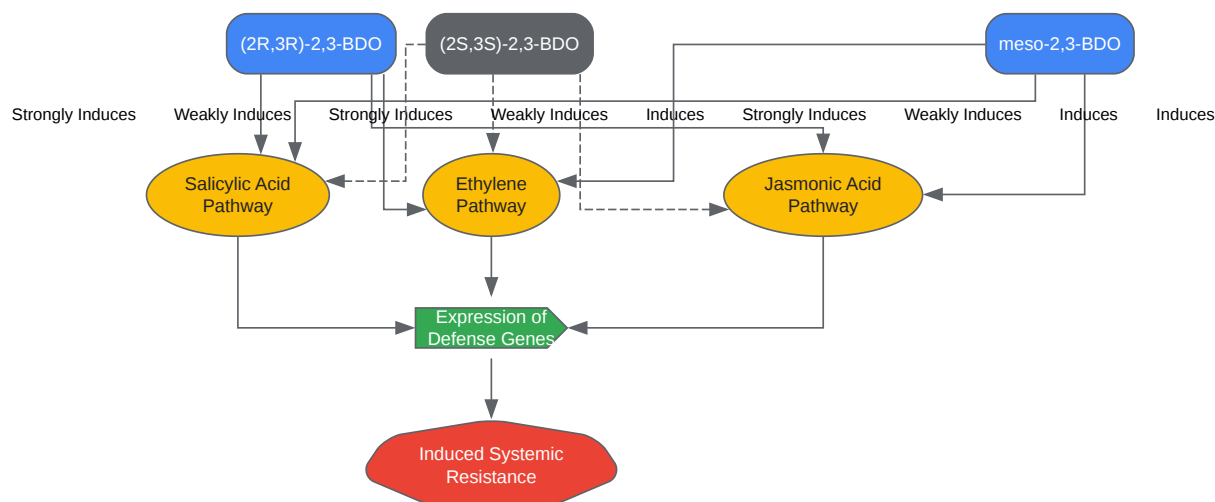 (2R,3R)-2,3-BDO
(2S,3S)-2,3-BDO
meso-2,3-BDO
Strongly Induces
Weakly Induces
Strongly Induces
Weakly Induces
Induces
Strongly Induces
Weakly Induces
Induces
Induces
Salicylic Acid
Pathway
Ethylene
Pathway
Jasmonic Acid
Pathway
Expression of
Defense Genes
Induced Systemic
Resistance